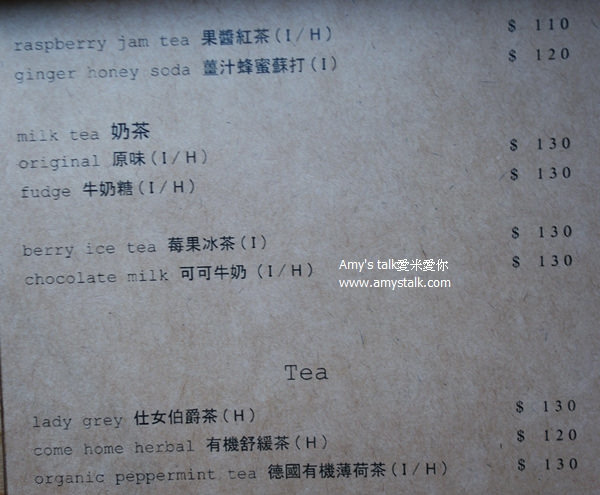 raspberry jam tea 果醬紅茶(I/H) $ 110
ginger honey soda 薑汁蜂蜜蘇打(I) $ 120
milk tea 奶茶
original 原味(I/H) $ 130
fudge 牛奶糖(I/H) $ 130
berry ice tea 莓果冰茶(I) $ 130
chocolate milk 可可牛奶 (I/H) $ 130
Amy's talk愛米愛你
www.amystalk.com
Tea
lady grey 仕女伯爵茶(H) $ 130
come home herbal 有機舒緩茶(H) $ 120
organic peppermint tea 德國有機薄荷茶(I/H) $ 130